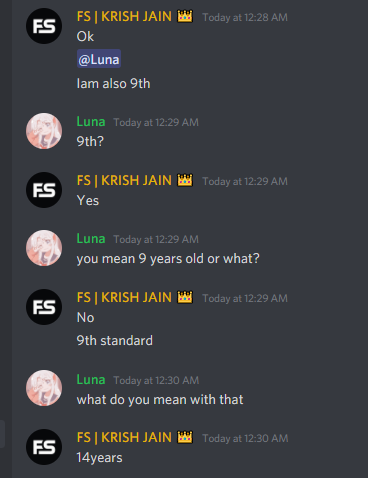 FS | KRISH JAIN 👑 Today at 12:28 AM
Ok
@Luna
Iam also 9th
Luna Today at 12:29 AM
9th?
FS FS | KRISH JAIN 👑 Today at 12:29 AM
Yes
Luna Today at 12:29 AM
you mean 9 years old or what?
FS FS | KRISH JAIN 👑 Today at 12:29 AM
No
9th standard
Luna Today at 12:30 AM
what do you mean with that
FS FS | KRISH JAIN 👑 Today at 12:30 AM
14years